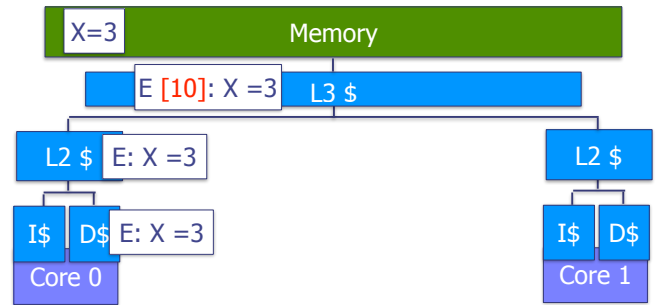 X=3 Memory
E [10]: X =3 L3 $
L2 $ E: X =3 L2 $
I$ D$ E: X =3 I$ D$
Core 0 Core 1